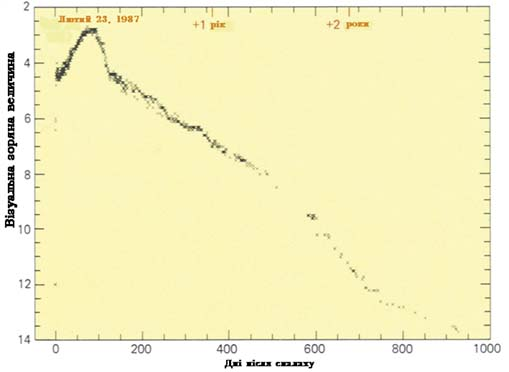 2
Лютий 23, 1987
+1 рік
+2 роки
4
6
8
10
12
14
Візуальна зоряна величина
0
200
400
600
800
1000
Дні після спалаху